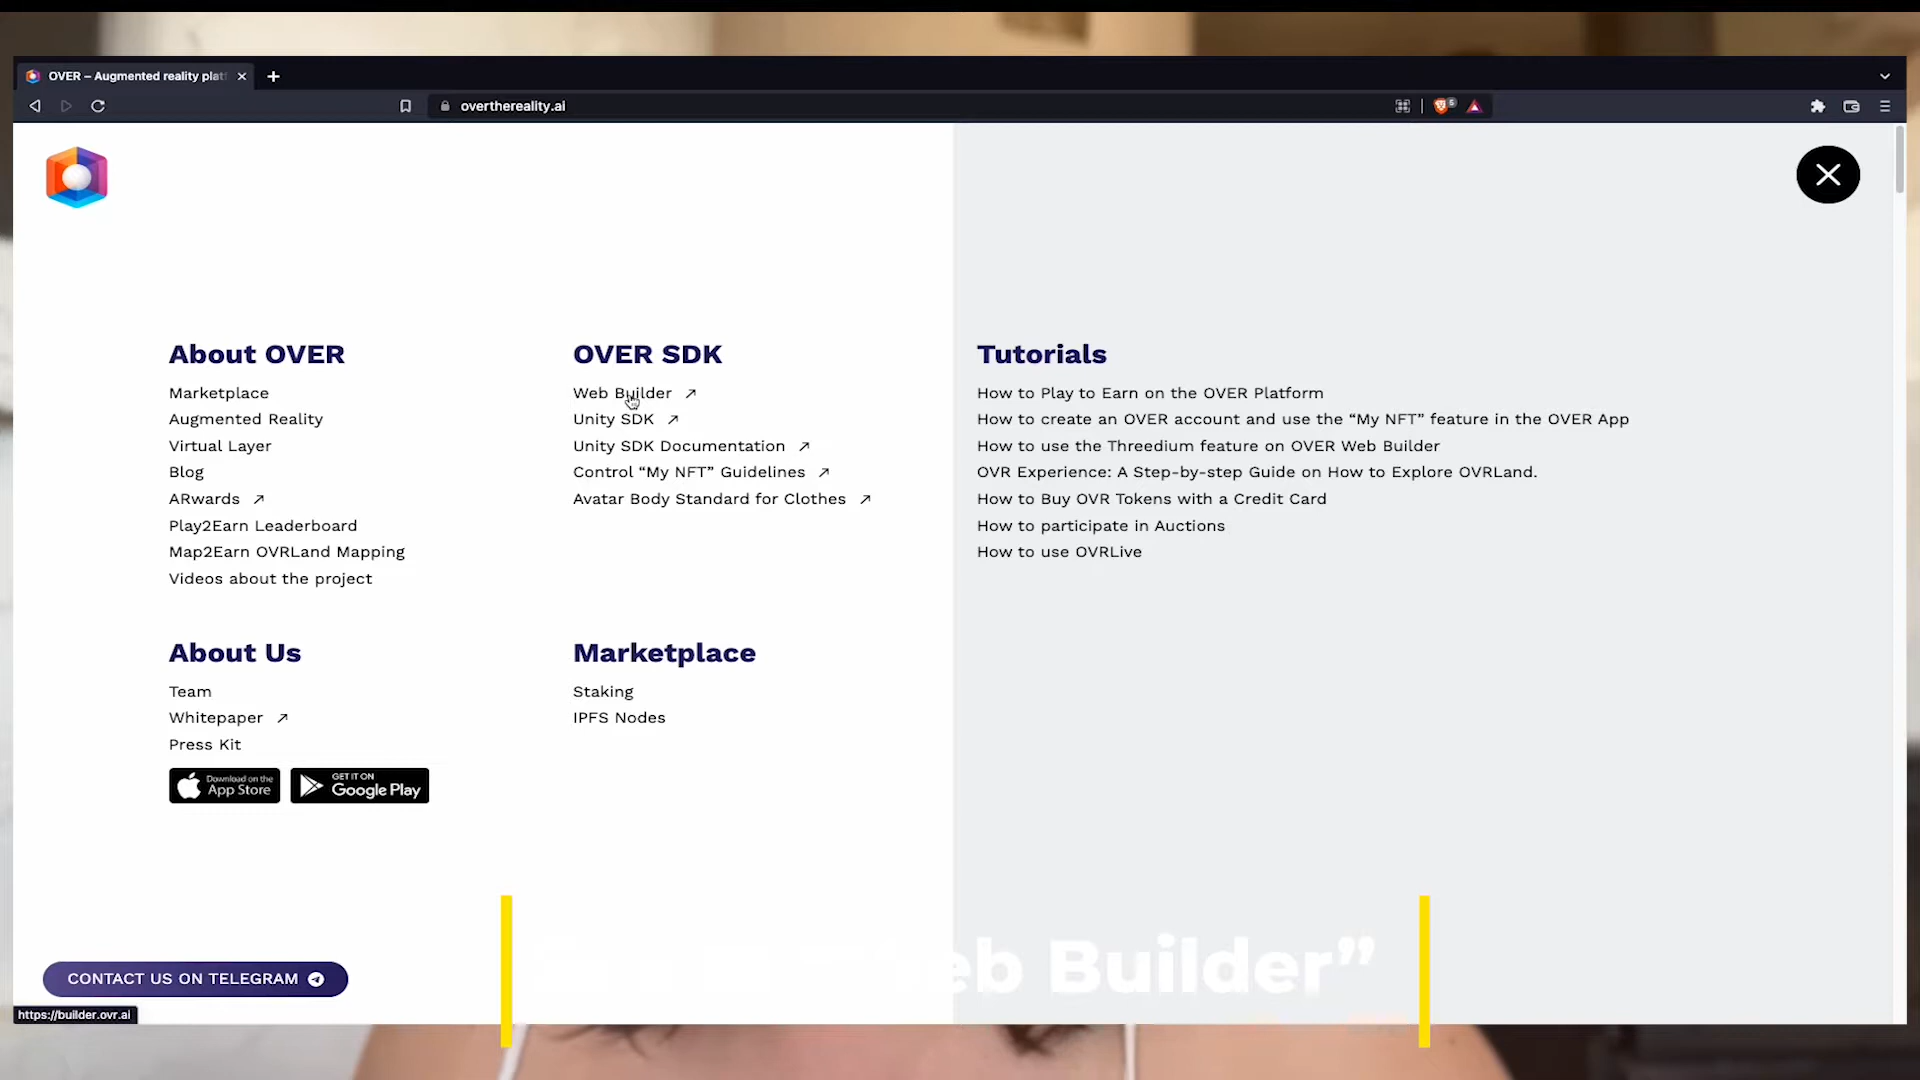 OVER – Augmented reality plat
overthereality.ai
5
About OVER
Marketplace
Augmented Reality
Virtual Layer
Blog
ARwards
Play2Earn Leaderboard
Map2Earn OVRLand Mapping
Videos about the project
OVER SDK
Web Builder
Unity SDK
Unity SDK Documentation
Control “My NFT” Guidelines
Avatar Body Standard for Clothes
Tutorials
How to Play to Earn on the OVER Platform
How to create an OVER account and use the “My NFT” feature in the OVER App
How to use the Threedium feature on OVER Web Builder
OVR Experience: A Step-by-step Guide on How to Explore OVRLand.
How to Buy OVR Tokens with a Credit Card
How to participate in Auctions
How to use OVRLive
About Us
Team
Whitepaper
Press Kit
Download on the
App Store
GET IT ON
Google Play
Marketplace
Staking
IPFS Nodes
eb Builder”
CONTACT US ON TELEGRAM
https://builder.ovr.ai